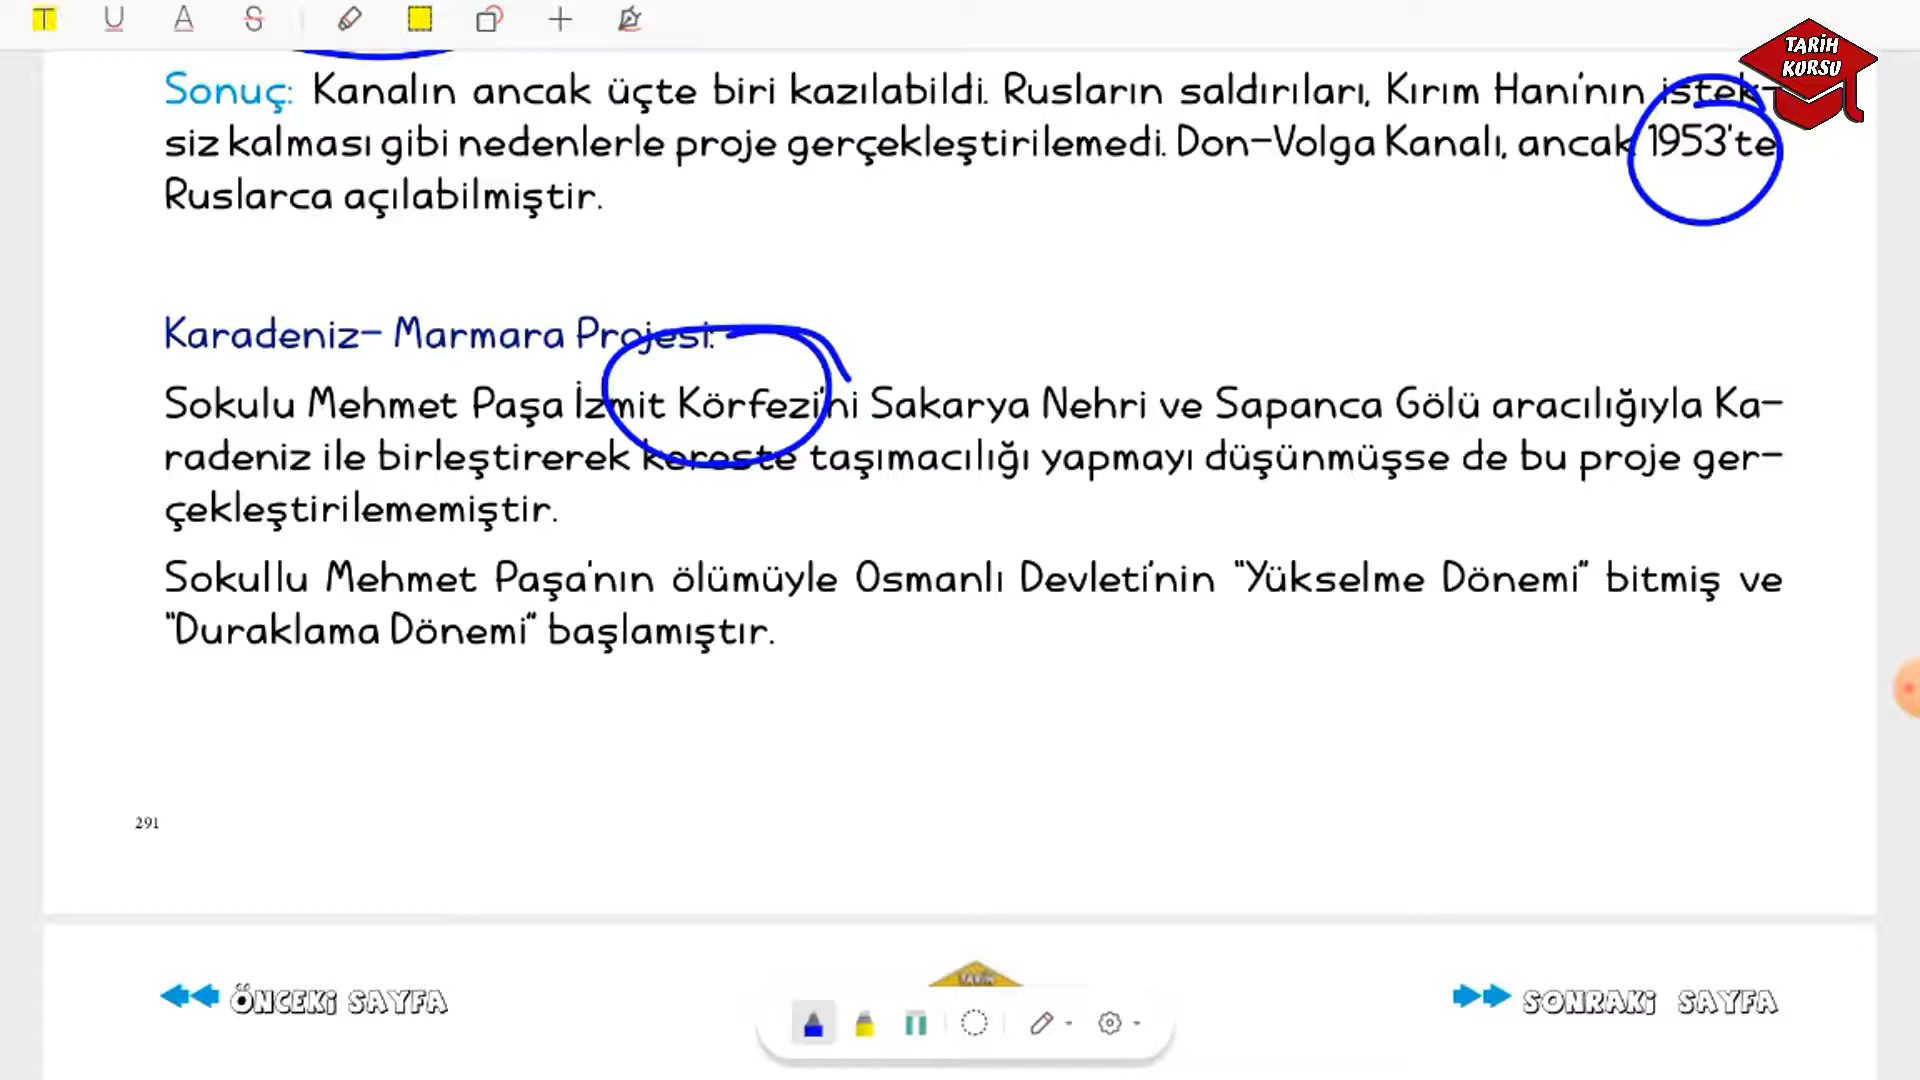 TARİH
KURSU
Sonuç: Kanalın ancak üçte biri kazılabildi. Rusların saldırıları, Kırım Hani'nın istek-
siz kalması gibi nedenlerle proje gerçekleştirilemedi. Don-Volga Kanalı, ancak 1953'te
Ruslarca açılabilmiştir.
Karadeniz- Marmara Projesi:
Sokulu Mehmet Paşa İzmit Körfezi'ni Sakarya Nehri ve Sapanca Gölü aracılığıyla Ka-
radeniz ile birleştirerek kereste taşımacılığı yapmayı düşünmüşse de bu proje ger-
çekleştirilememiştir.
Sokullu Mehmet Paşa'nın ölümüyle Osmanlı Devleti'nin "Yükselme Dönemi" bitmiş ve
"Duraklama Dönemi" başlamıştır.
291
ÖNCEKİ SAYFA
TARİH
SONRAKİ SAYFA